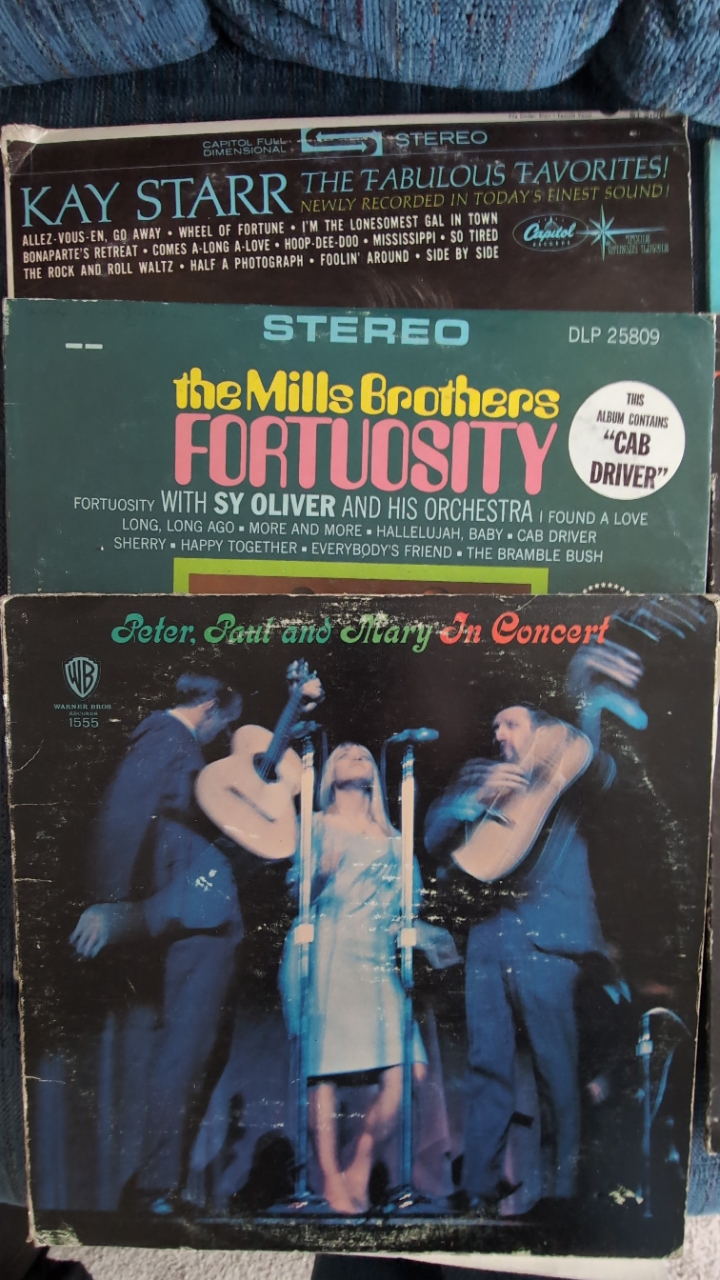 CAPITOL FULL DIMENSIONAL STEREO
KAY STARR THE FABULOUS FAVORITES!
NEWLY RECORDED IN TODAY'S FINEST SOUND!
ALLEZ-VOUS-EN, GO AWAY • WHEEL OF FORTUNE • I'M THE LONESOMEST GAL IN TOWN
BONAPARTE'S RETREAT • COMES A-LONG A-LOVE • HOOP-DEE-DOO • MISSISSIPPI • SO TIRED
THE ROCK AND ROLL WALTZ • HALF A PHOTOGRAPH • FOOLIN' AROUND • SIDE BY SIDE
Capitol
RECORDS
STEREO
DLP 25809
the Mills Brothers
FORTUOSITY
THIS
ALBUM CONTAINS
"CAB
DRIVER"
FORTUOSITY WITH SY OLIVER AND HIS ORCHESTRA I FOUND A LOVE
LONG, LONG AGO ▪ MORE AND MORE ▪ HALLELUJAH, BABY ▪ CAB DRIVER
SHERRY ▪ HAPPY TOGETHER ▪ EVERYBODY'S FRIEND ▪ THE BRAMBLE BUSH
Peter, Paul and Mary In Concert
WB
WARNER BROS.
RECORDS
1555